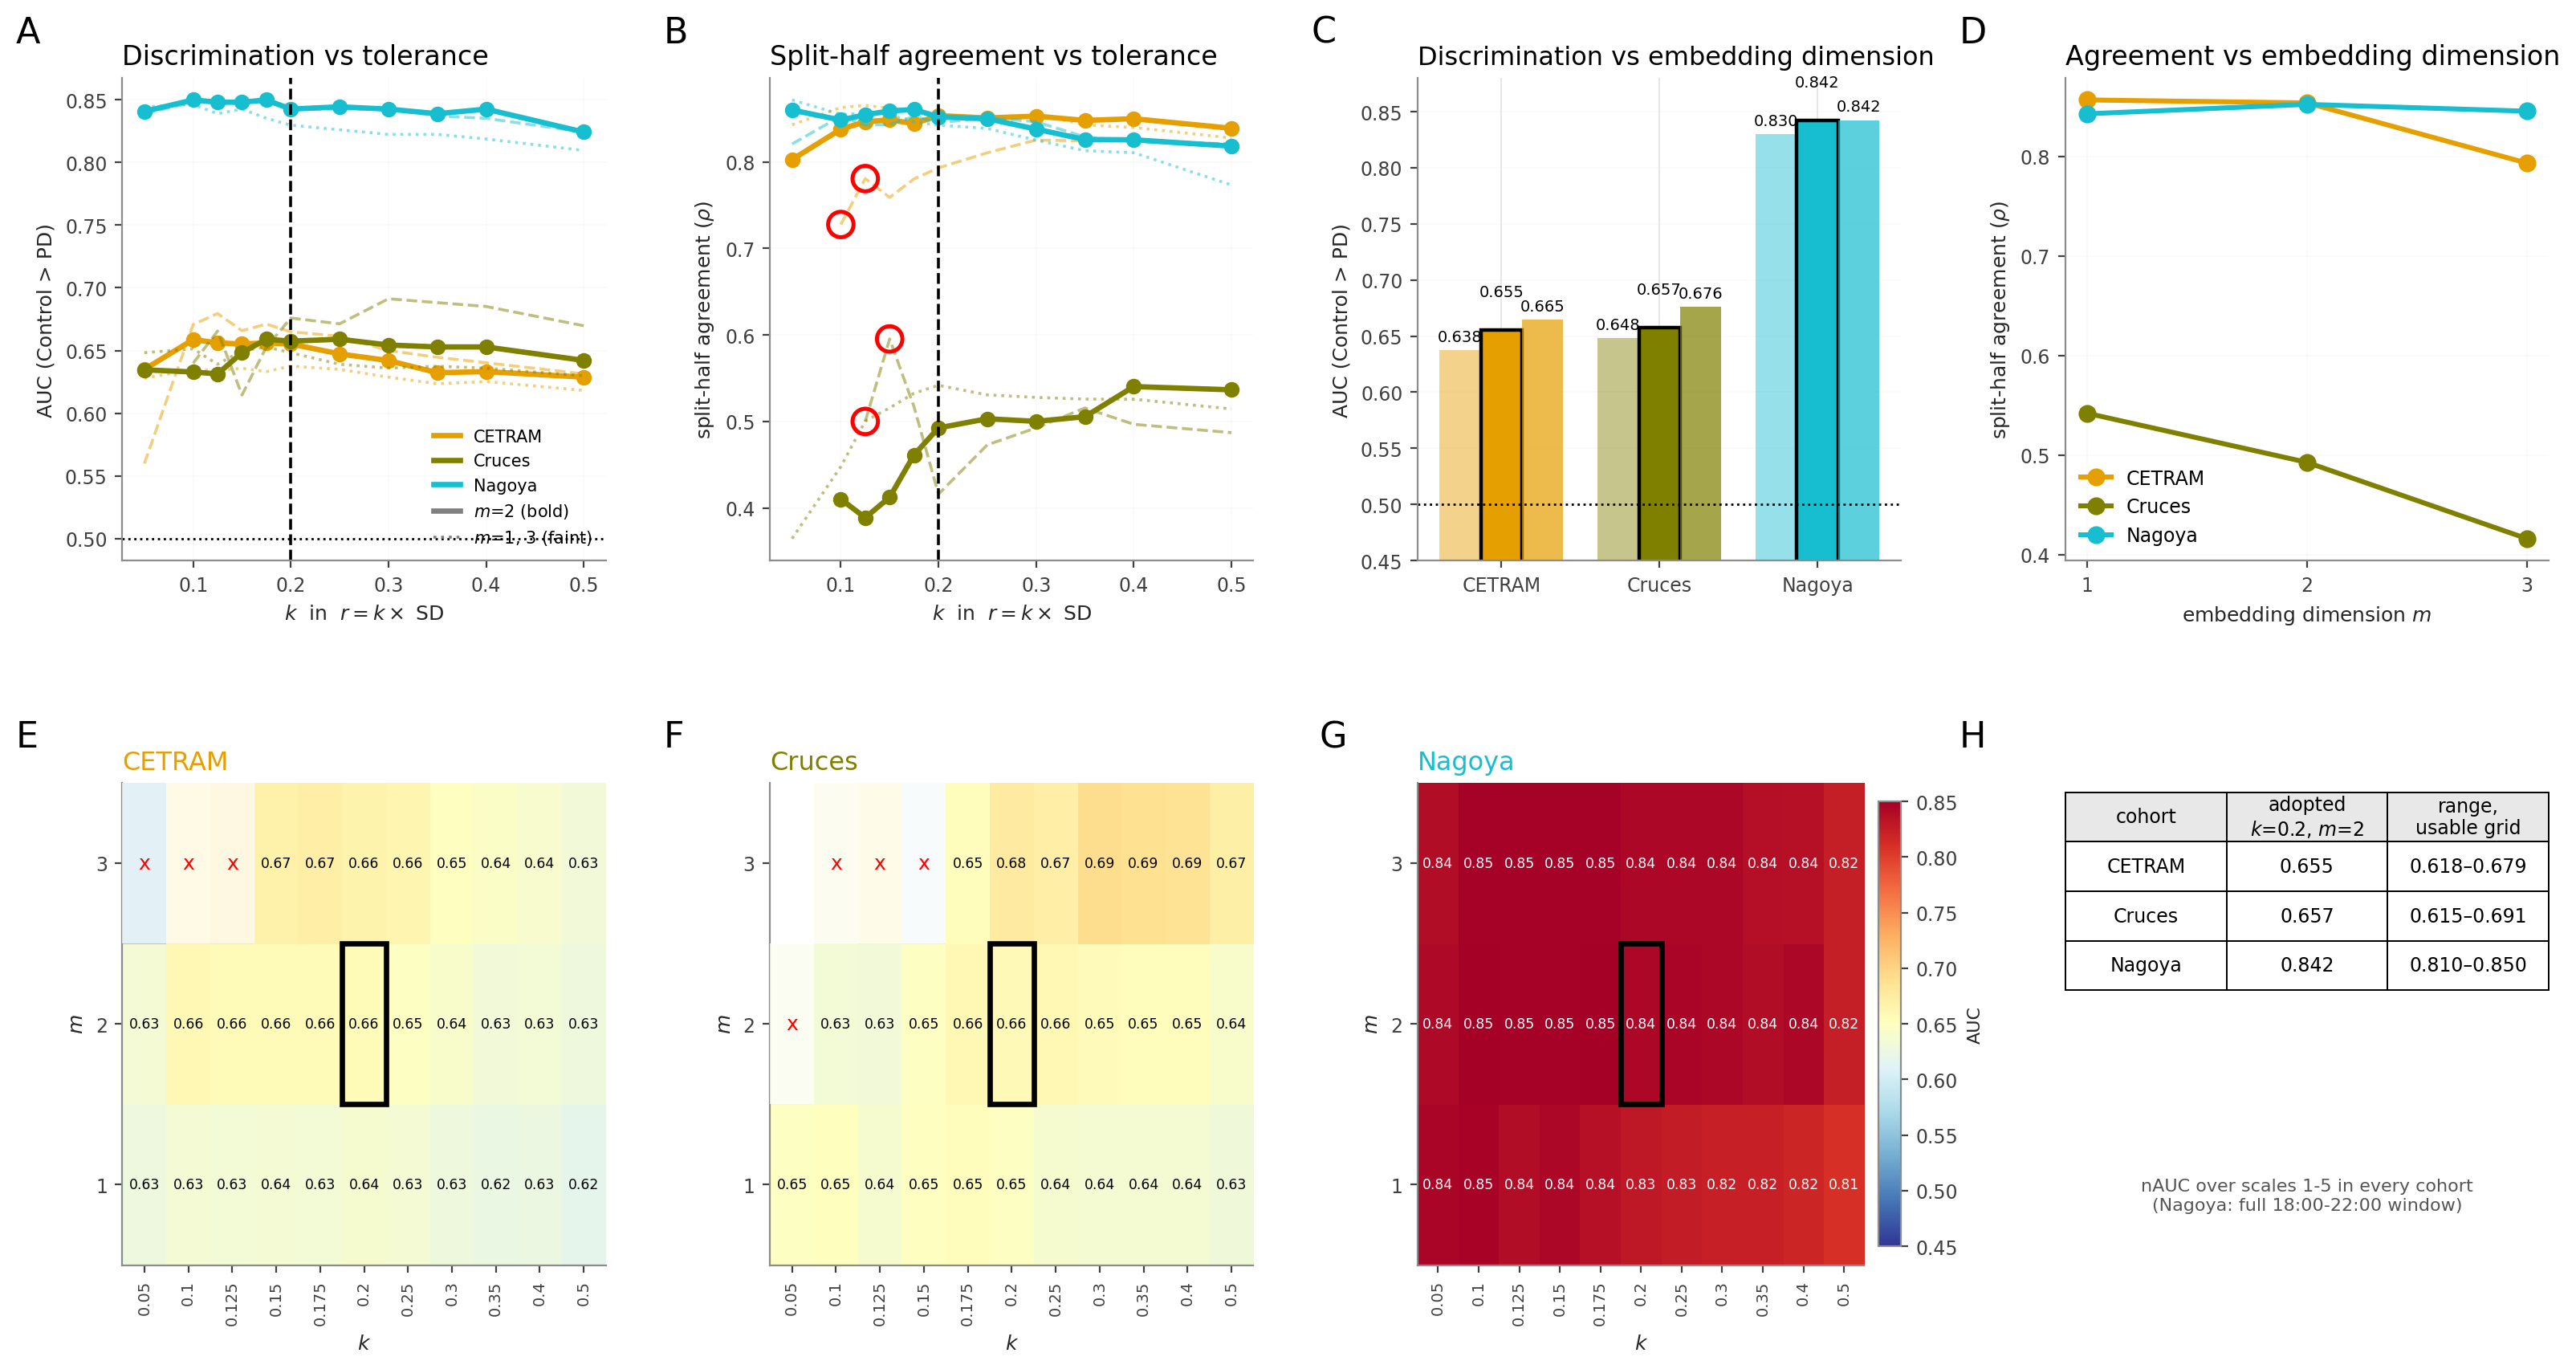 A
Discrimination vs tolerance
0.85
0.80
0.75
0.70
0.65
0.60
0.55
0.50
AUC (Control > PD)
CETRAM
Cruces
Nagoya
m=2 (bold)
m=1, 3 (faint)
0.1
0.2
0.3
0.4
0.5
k in r = k × SD
B
Split-half agreement vs tolerance
0.8
0.7
0.6
0.5
0.4
split-half agreement (ρ)
0.1
0.2
0.3
0.4
0.5
k in r = k × SD
C
Discrimination vs embedding dimension
0.85
0.80
0.75
0.70
0.65
0.60
0.55
0.50
0.45
AUC (Control > PD)
0.638
0.655
0.665
0.648
0.657
0.676
0.830
0.842
0.842
CETRAM
Cruces
Nagoya
D
Agreement vs embedding dimension
0.8
0.7
0.6
0.5
0.4
split-half agreement (ρ)
CETRAM
Cruces
Nagoya
1
2
3
embedding dimension m
E
CETRAM
3
x x x 0.67 0.67 0.66 0.66 0.65 0.64 0.64 0.63
m
2
0.63 0.66 0.66 0.66 0.66 0.66 0.65 0.64 0.63 0.63 0.63
1
0.63 0.63 0.63 0.64 0.63 0.64 0.63 0.63 0.62 0.63 0.62
0.05 0.1 0.125 0.15 0.175 0.2 0.25 0.3 0.35 0.4 0.5
k
F
Cruces
3
x x x 0.65 0.68 0.67 0.69 0.69 0.69 0.67
m
2
x 0.63 0.63 0.65 0.66 0.66 0.66 0.65 0.65 0.65 0.64
1
0.65 0.65 0.64 0.65 0.65 0.65 0.64 0.64 0.64 0.64 0.63
0.05 0.1 0.125 0.15 0.175 0.2 0.25 0.3 0.35 0.4 0.5
k
G
Nagoya
3
0.84 0.85 0.85 0.85 0.85 0.84 0.84 0.84 0.84 0.84 0.82
m
2
0.84 0.85 0.85 0.85 0.85 0.84 0.84 0.84 0.84 0.84 0.82
1
0.84 0.85 0.84 0.84 0.84 0.83 0.83 0.82 0.82 0.82 0.81
0.05 0.1 0.125 0.15 0.175 0.2 0.25 0.3 0.35 0.4 0.5
k
0.85
0.80
0.75
0.70
0.65
0.60
0.55
0.50
0.45
AUC
H
cohort
adopted
k=0.2, m=2
range,
usable grid
CETRAM 0.655 0.618–0.679
Cruces 0.657 0.615–0.691
Nagoya 0.842 0.810–0.850
nAUC over scales 1-5 in every cohort
(Nagoya: full 18:00-22:00 window)